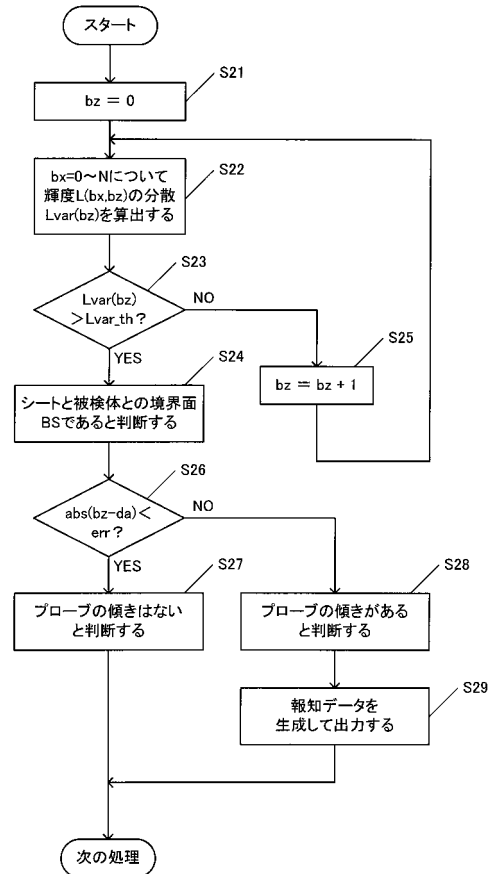 スタート
S21
bz = 0
S22
bx=0～Nについて
輝度L(bx,bz)の分散
Lvar(bz)を算出する
S23
Lvar(bz)
＞Lvar_th？
NO
YES
S25
bz = bz + 1
S24
シートと被検体との境界面
BSであると判断する
S26
abs(bz-da)＜
err？
NO
YES
S27
プローブの傾きはない
と判断する
S28
プローブの傾きがある
と判断する
S29
報知データを
生成して出力する
次の処理